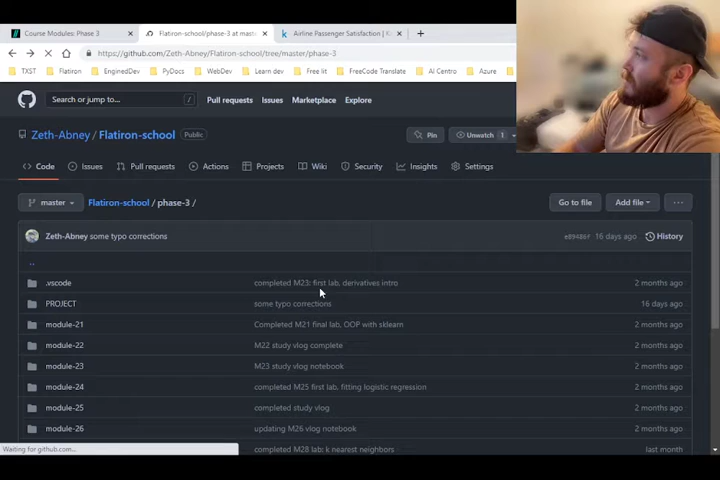 Course Modules: Phase 3
Flatiron-school/phase-3 at maste
Airline Passenger Satisfaction | K
https://github.com/Zeth-Abney/Flatiron-school/tree/master/phase-3
TXST Flatiron EnginedDev PyDocs WebDev Learn dev Free lit FreeCode Translate AI Centro Azure
Search or jump to... / Pull requests Issues Marketplace Explore
Zeth-Abney / Flatiron-school Public Pin Unwatch 1
Code Issues Pull requests Actions Projects Wiki Security Insights Settings
master Flatiron-school / phase-3 / Go to file Add file ...
Zeth-Abney some typo corrections 16 days ago History
..
.vscode completed M23: first lab, derivatives intro 2 months ago
PROJECT some typo corrections 16 days ago
module-21 Completed M21 final lab, OOP with sklearn 2 months ago
module-22 M22 study vlog complete 2 months ago
module-23 M23 study vlog notebook 2 months ago
module-24 completed M25 first lab, fitting logistic regression 2 months ago
module-25 completed study vlog 2 months ago
module-26 updating M26 vlog notebook 2 months ago
Waiting for github.com... completed M28 lab: k nearest neighbors last month